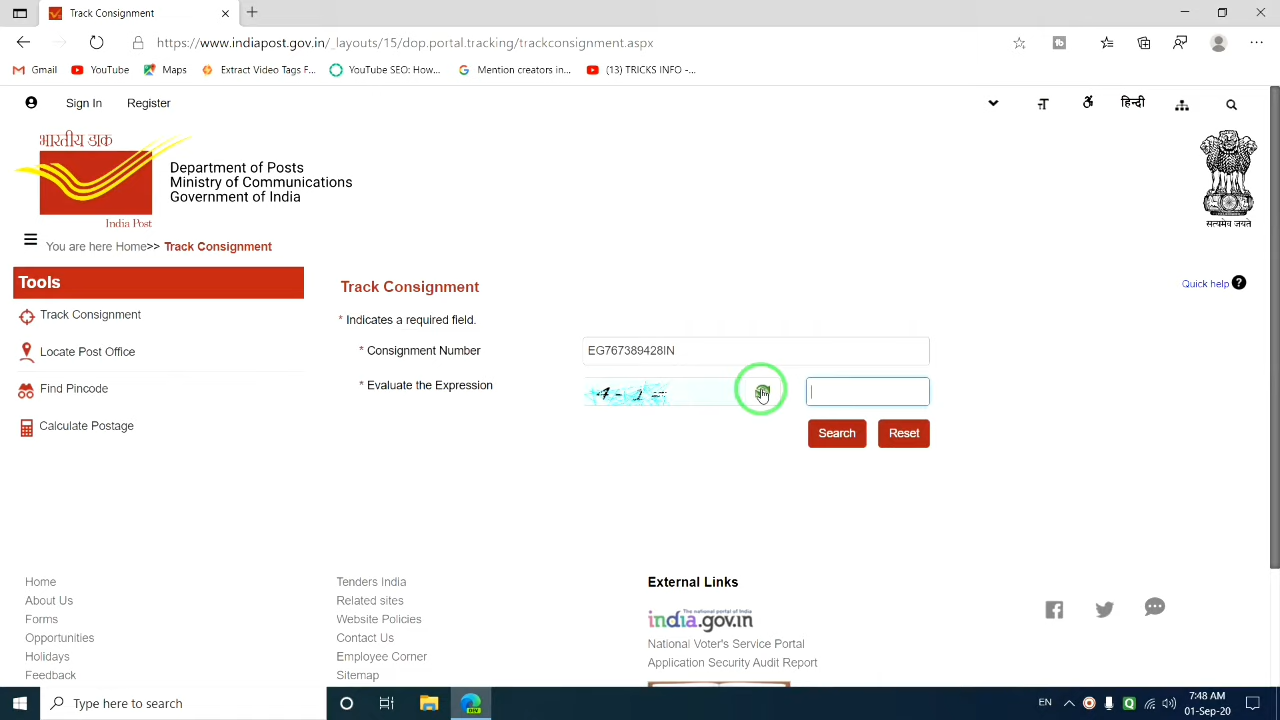 Track Consignment
https://www.indiapost.gov.in/_layouts/15/dop.portal.tracking/trackconsignment.aspx
Gmail
YouTube
Maps
Extract Video Tags F...
YouTube SEO: How...
Mention creators in...
(13) TRICKS INFO -...
Sign In
Register
हिन्दी
भारतीय डाक
India Post
Department of Posts
Ministry of Communications
Government of India
सत्यमेव जयते
You are here Home>> Track Consignment
Tools
Track Consignment
Locate Post Office
Find Pincode
Calculate Postage
Track Consignment
Quick help
* Indicates a required field.
* Consignment Number
EG767389428IN
* Evaluate the Expression
Search
Reset
Home
About Us
Forms
Opportunities
Holidays
Feedback
Tenders India
Related sites
Website Policies
Contact Us
Employee Corner
Sitemap
External Links
The national portal of India
india.gov.in
National Voter's Service Portal
Application Security Audit Report
Type here to search
EN
7:48 AM
01-Sep-20